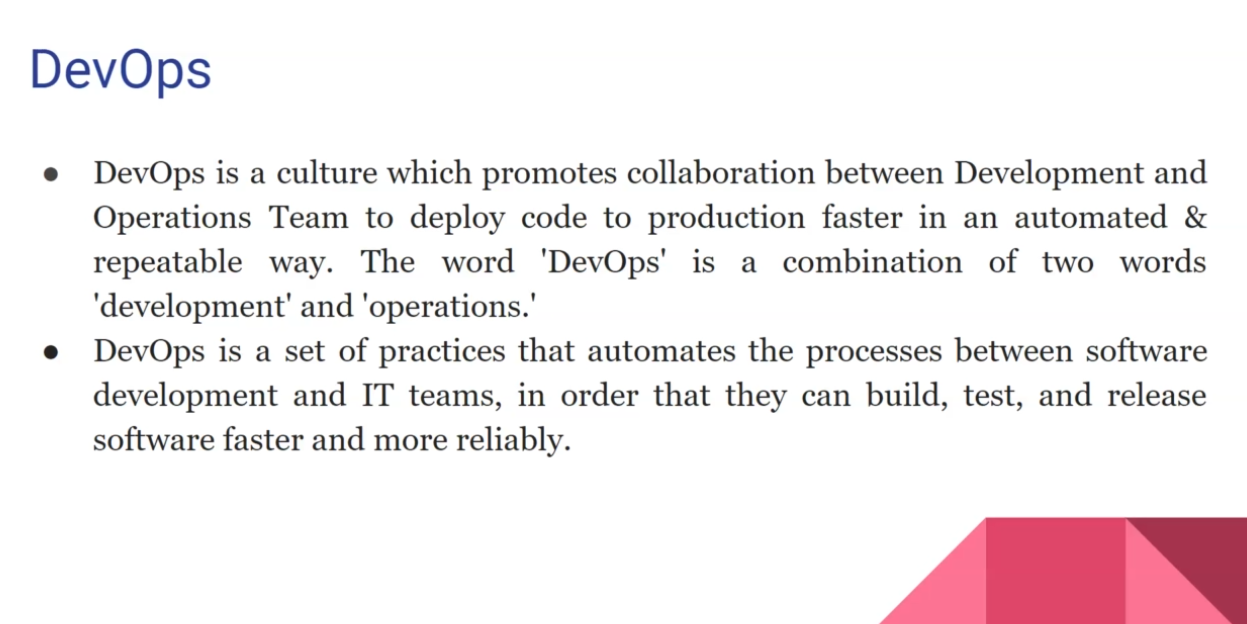 DevOps
● DevOps is a culture which promotes collaboration between Development and
Operations Team to deploy code to production faster in an automated &
repeatable way. The word 'DevOps' is a combination of two words
'development' and 'operations.'
● DevOps is a set of practices that automates the processes between software
development and IT teams, in order that they can build, test, and release
software faster and more reliably.